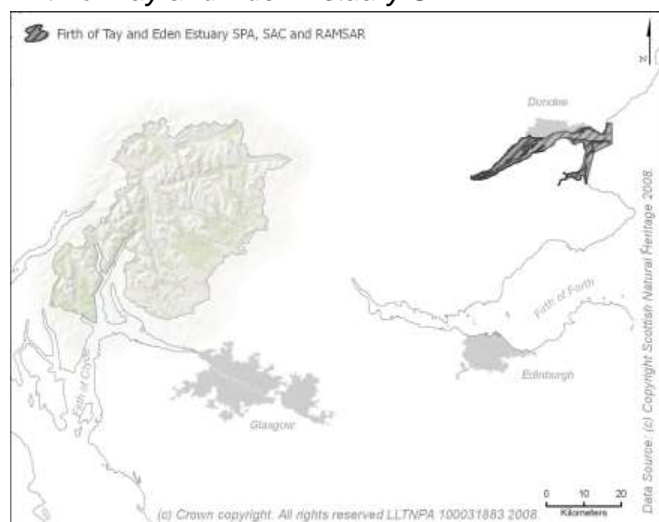 Firth of Tay and Eden Estuary SPA, SAC and RAMSAR
N
Dundee
Firth of Forth
Edinburgh
Firth of Clyde
Glasgow
0 10 20
Kilometers
(c) Crown copyright. All rights reserved LLTNPA 100031883 2008.
Data Source: (c) Copyright Scottish Natural Heritage 2008.